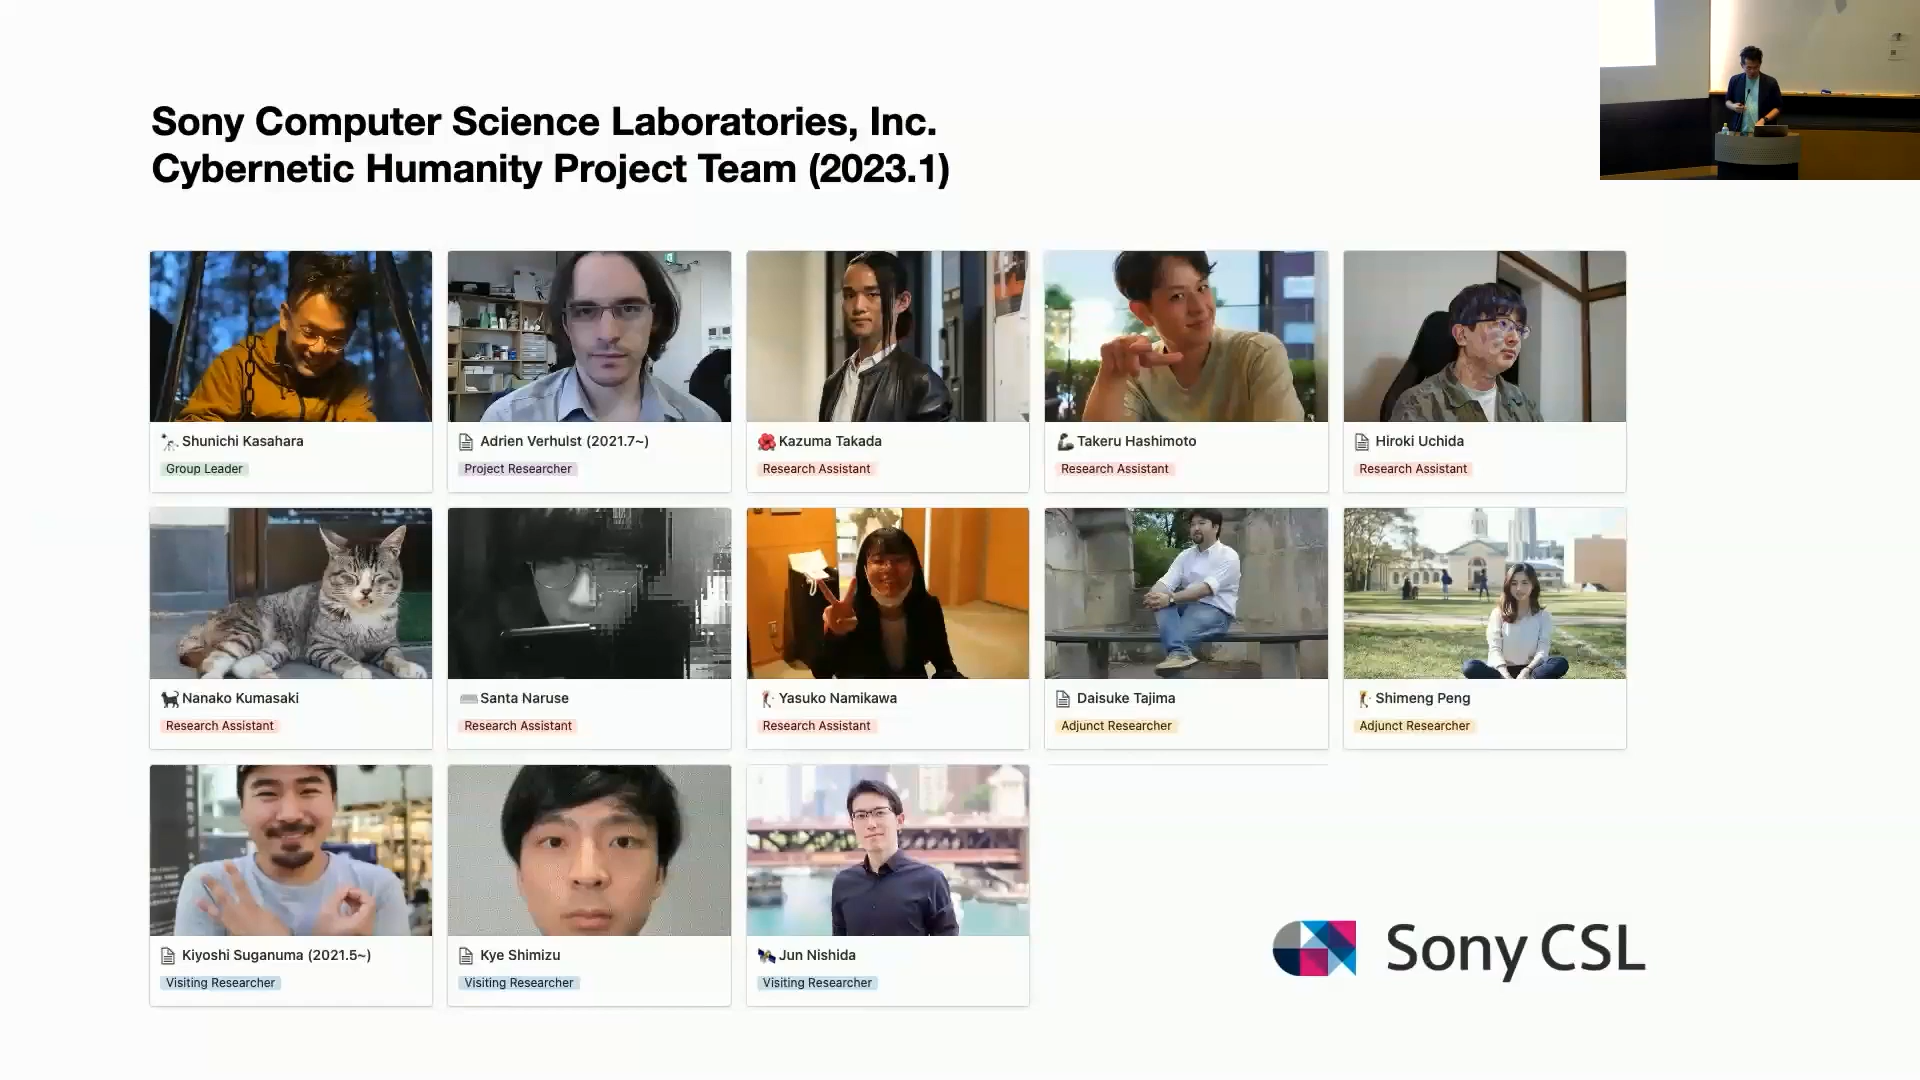 Sony Computer Science Laboratories, Inc.
Cybernetic Humanity Project Team (2023.1)
Shunichi Kasahara
Group Leader
Adrien Verhulst (2021.7~)
Project Researcher
Kazuma Takada
Research Assistant
Takeru Hashimoto
Research Assistant
Hiroki Uchida
Research Assistant
Nanako Kumasaki
Research Assistant
Santa Naruse
Research Assistant
Yasuko Namikawa
Research Assistant
Daisuke Tajima
Adjunct Researcher
Shimeng Peng
Adjunct Researcher
Kiyoshi Suganuma (2021.5~)
Visiting Researcher
Kye Shimizu
Visiting Researcher
Jun Nishida
Visiting Researcher
Sony CSL